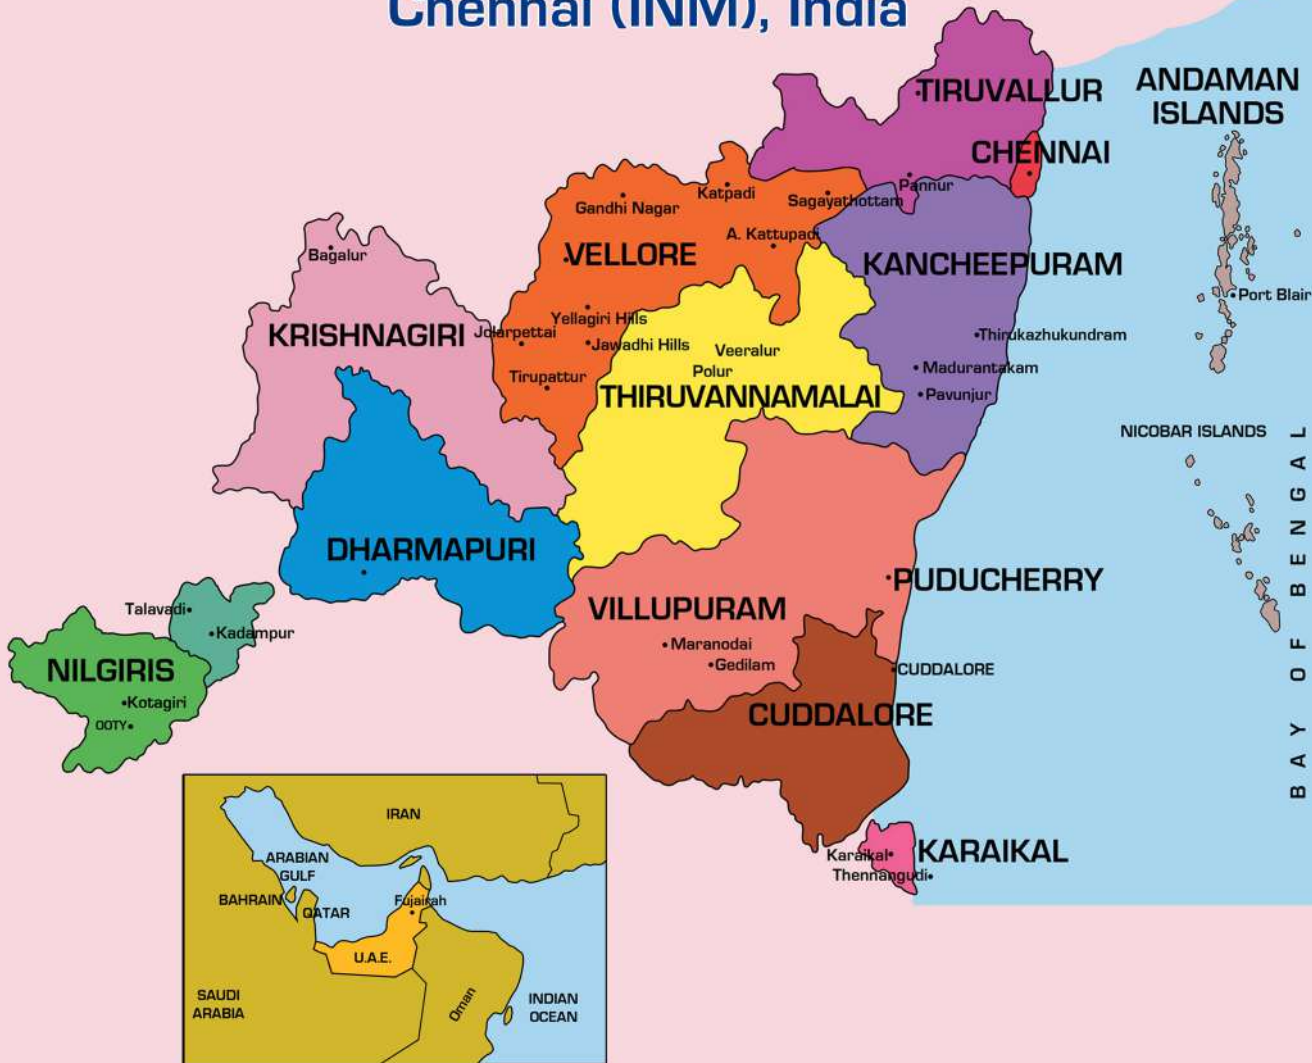 Chennai (INM), India
TIRUVALLUR
ANDAMAN
ISLANDS
CHENNAI
Pannur
Katpadi
Sagayathottam
Gandhi Nagar
A. Kattupadi
VELLORE
Bagalur
KANCHEEPURAM
Port Blair
Yellagiri Hills
KRISHNAGIRI
Jolarpettai
Thirukazhukundram
Jawadhi Hills
Veeralur
Polur
Madurantakam
Tirupattur
THIRUVANNAMALAI
Pavunjur
NICOBAR ISLANDS
BAY OF BENGAL
DHARMAPURI
PUDUCHERRY
VILLUPURAM
Talavadi
Kadampur
Maranodai
Gedilam
NILGIRIS
CUDDALORE
Kotagiri
OOTY
CUDDALORE
IRAN
ARABIAN
GULF
Karaikal
KARAIKAL
Thennangudi
BAHRAIN
QATAR
Fujairah
U.A.E.
SAUDI
ARABIA
Oman
INDIAN
OCEAN